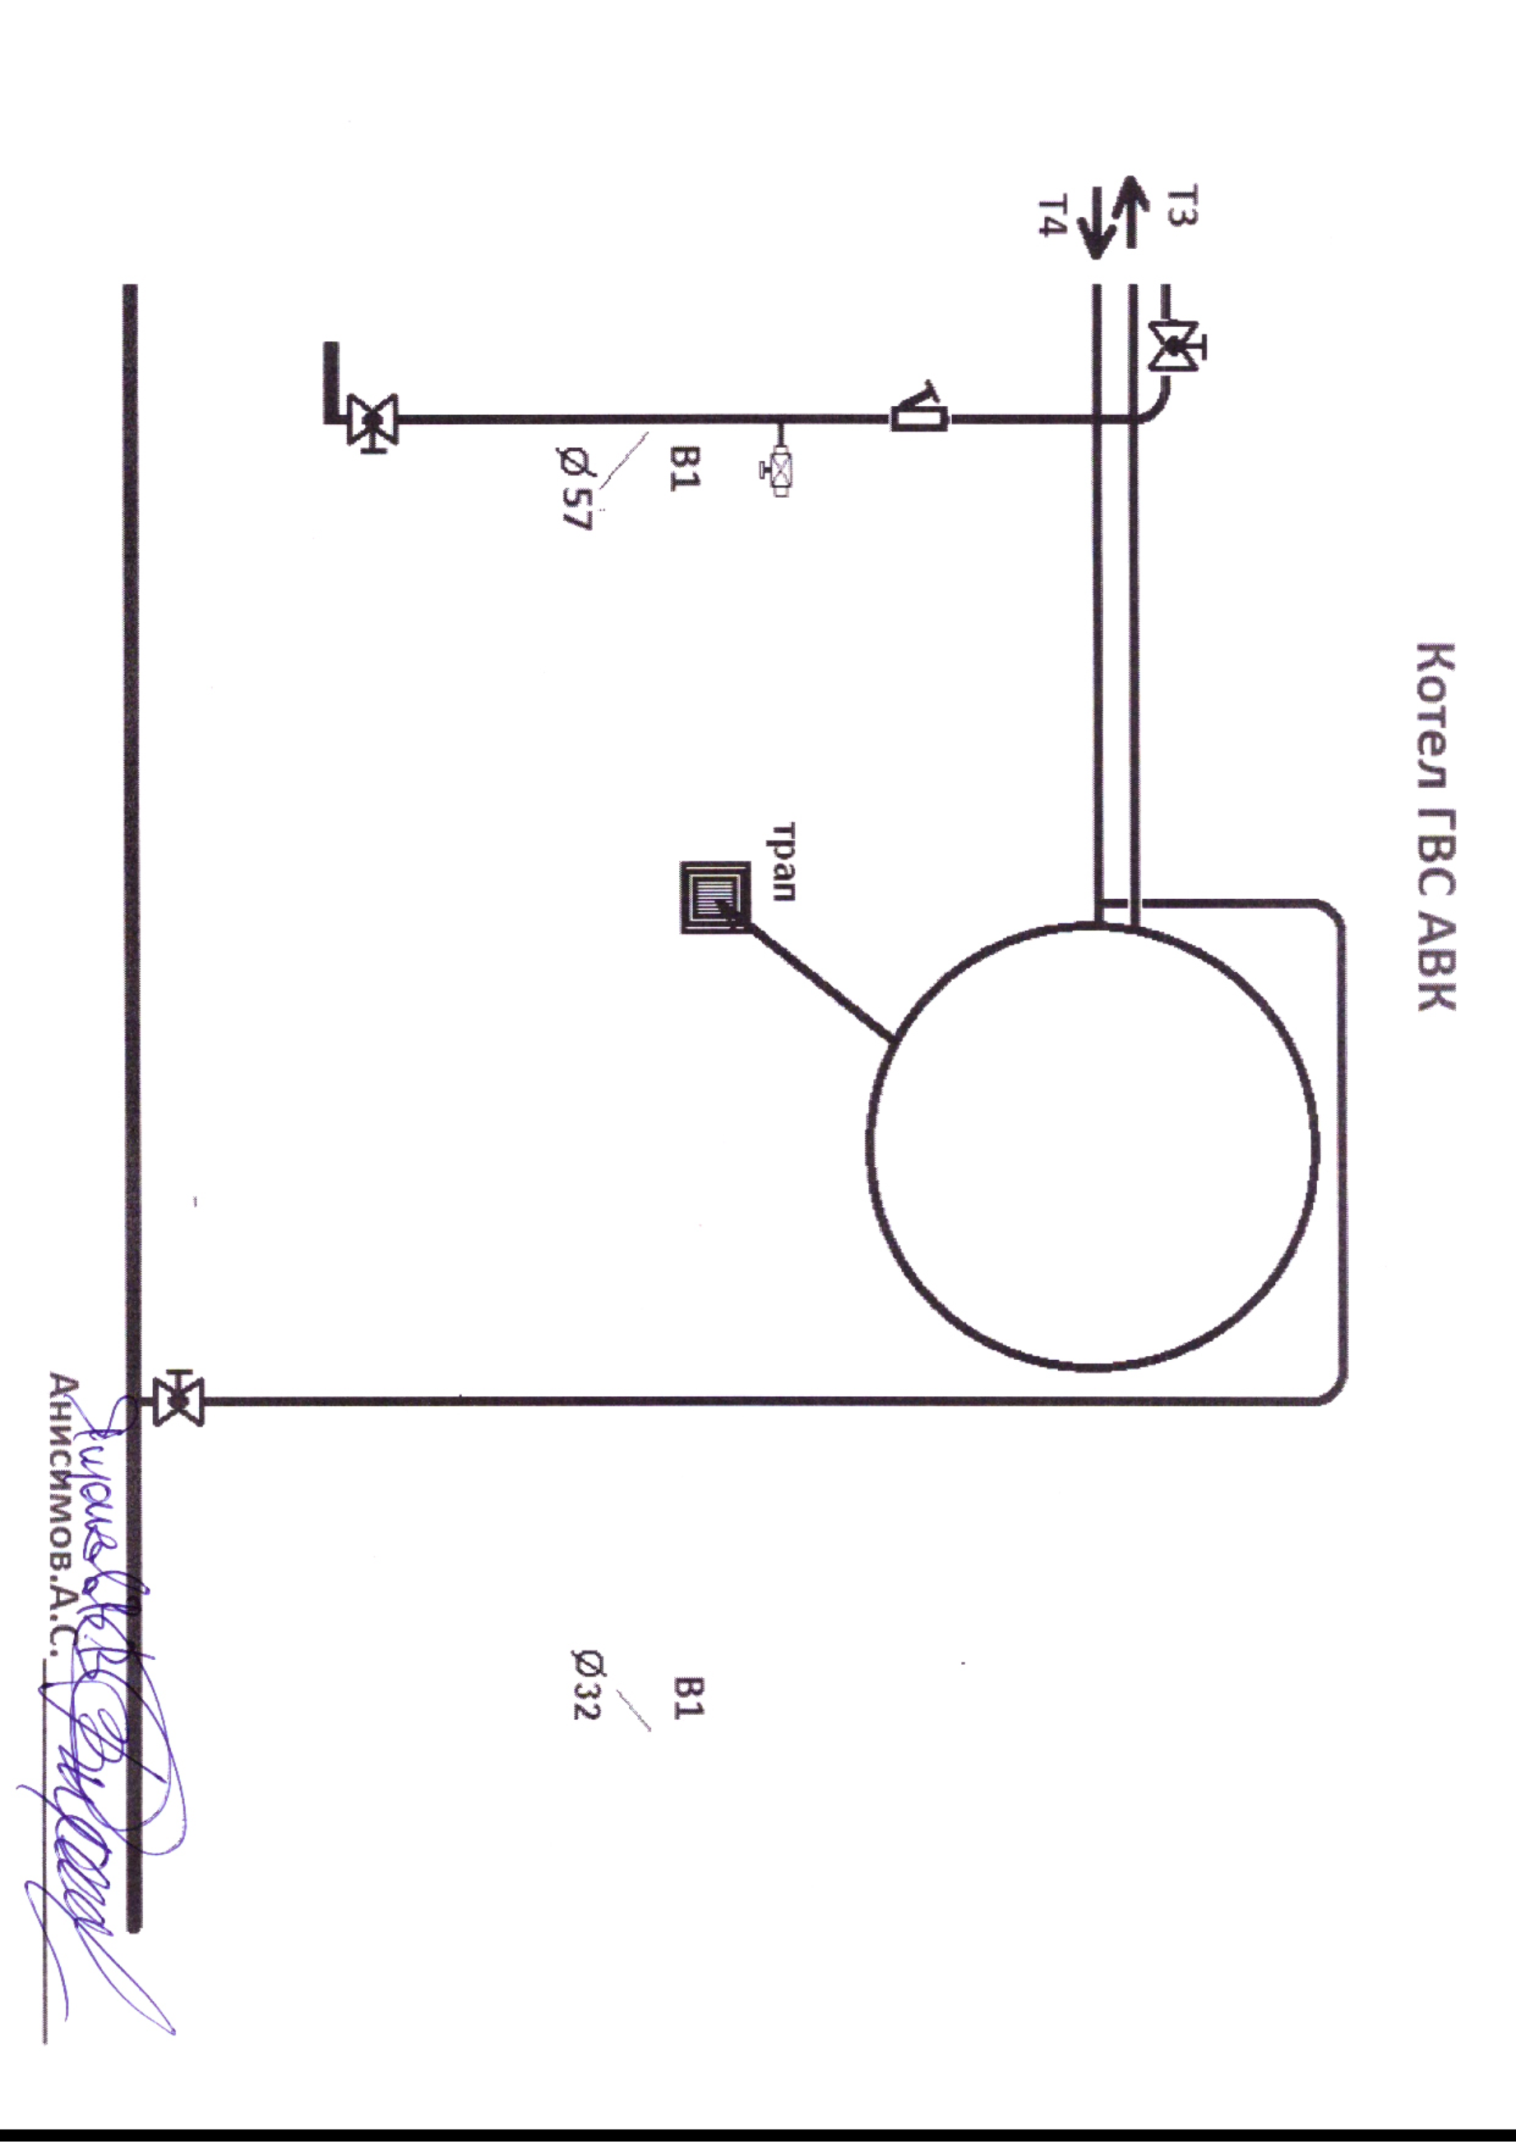 Котел ГВС АВК
Т3
Т4
трап
В1
Ø 57
В1
Ø32
Анисимов.А.С.